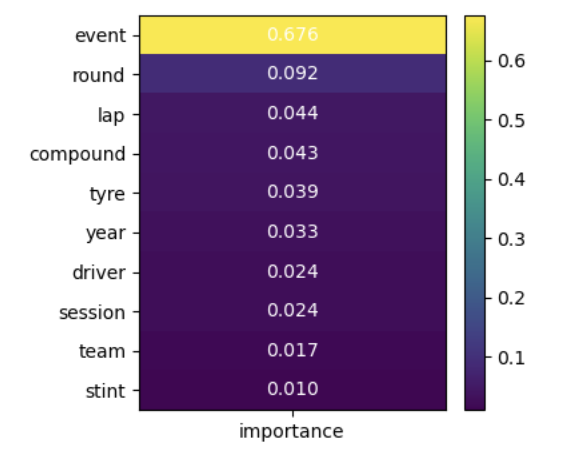 event 0.676
round 0.092
lap 0.044
compound 0.043
tyre 0.039
year 0.033
driver 0.024
session 0.024
team 0.017
stint 0.010
importance
0.6
0.5
0.4
0.3
0.2
0.1